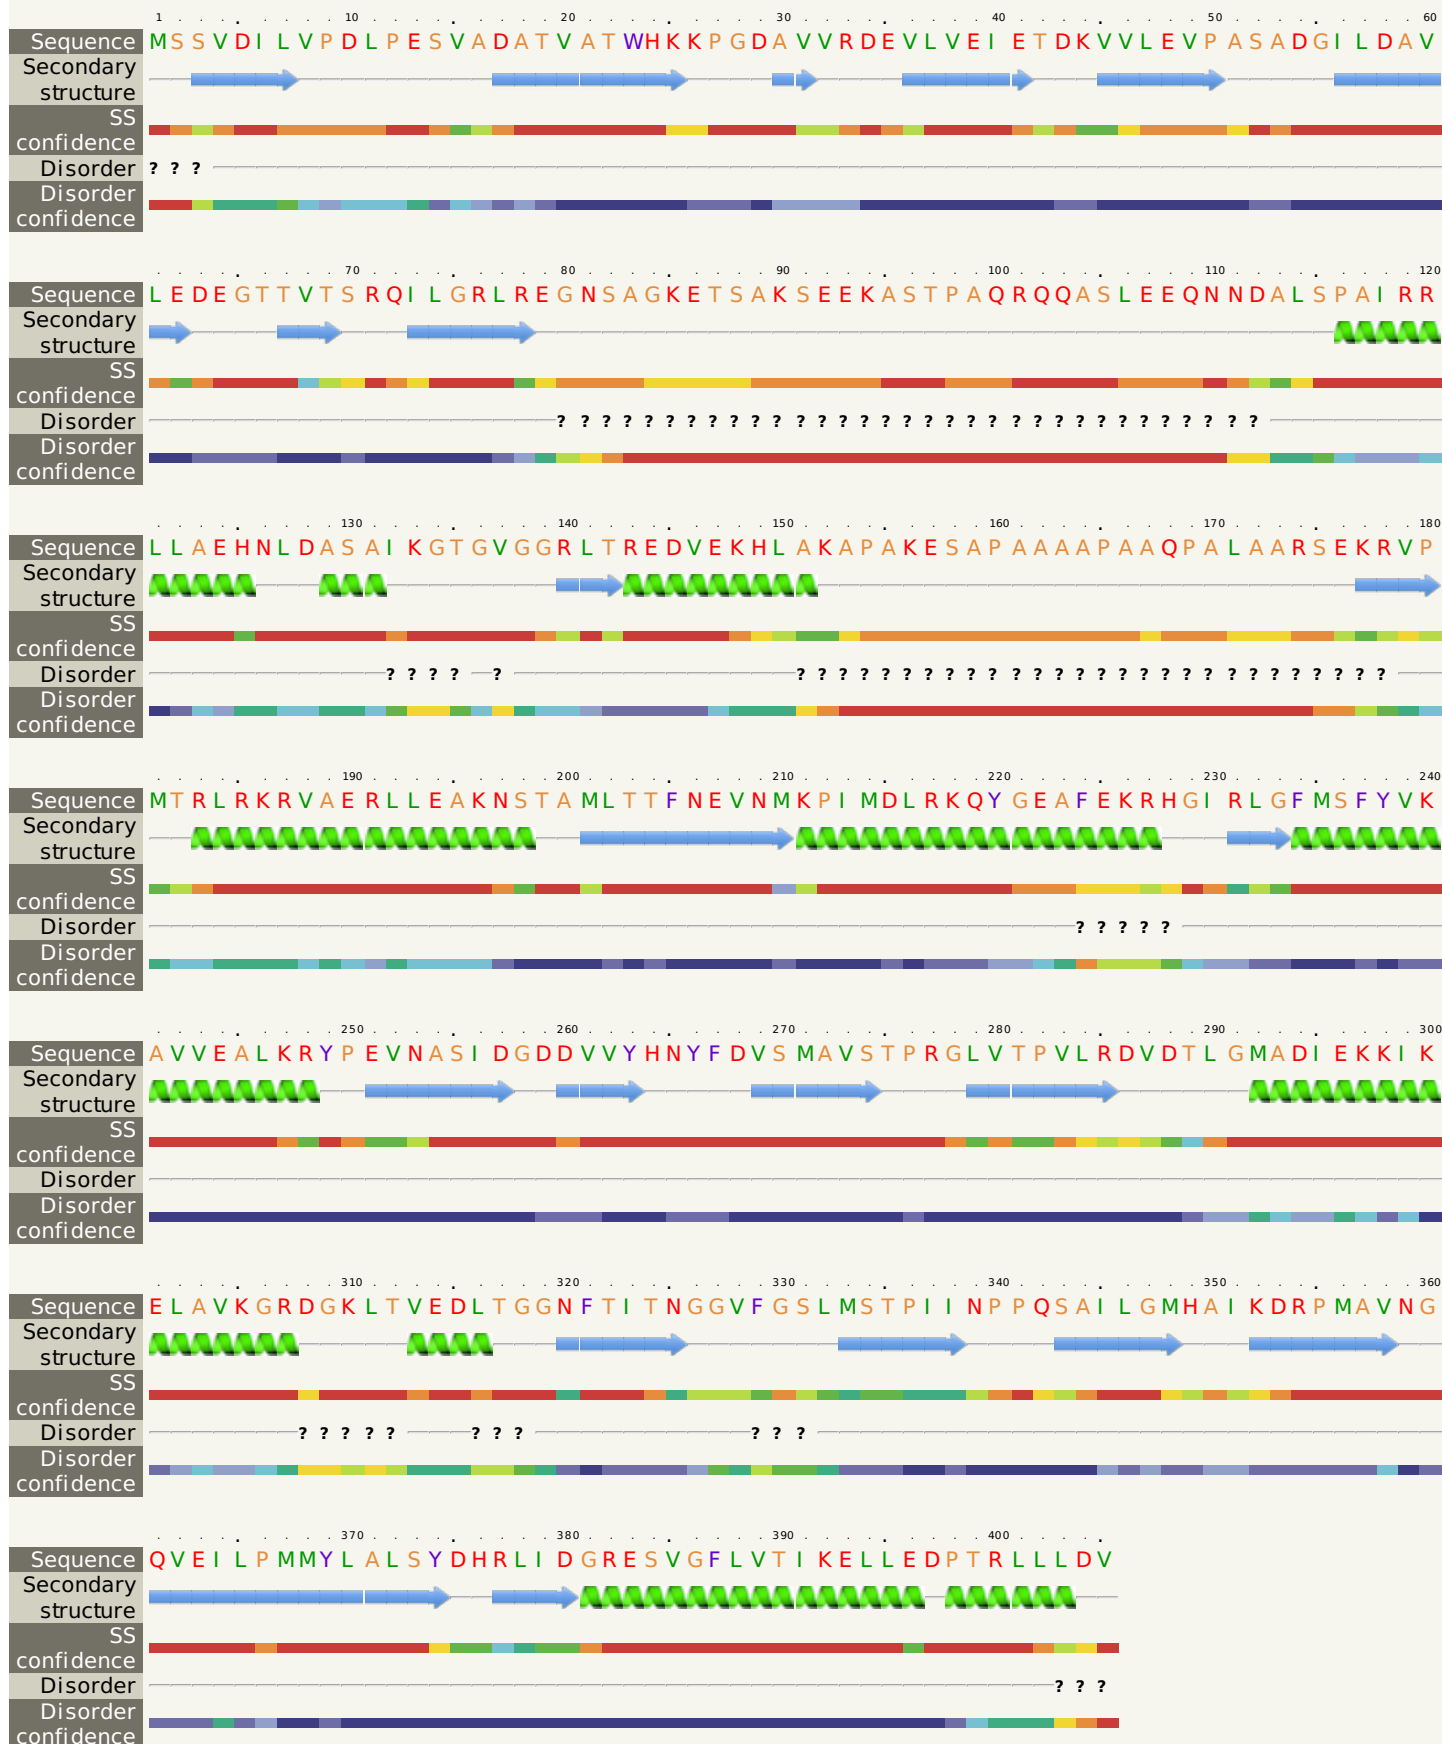 1 10 20 30 40 50 60
Sequence MSSVDILVPDLPESVADATVATWHKKPGDAVVRDEVLVEIETDKVVLEVPASADGILDAV
Secondary
structure
SS
confidence
Disorder ? ? ?
Disorder
confidence
70 80 90 100 110 120
Sequence LEDEGTTVTSRQILGRLREGNSAGKETSAKSEEKASTPAQRQQASLEEQNNDALSPAIRR
Secondary
structure
SS
confidence
Disorder ? ? ? ? ? ? ? ? ? ? ? ? ? ? ? ? ? ? ? ? ? ? ? ? ? ? ? ? ? ? ? ? ?
Disorder
confidence
130 140 150 160 170 180
Sequence LLAEHNLDASAIKGTGVGGRLTREDVEKHLAKAPAKESAPAAAAPAAQPALAARSEKRVP
Secondary
structure
SS
confidence
Disorder ? ? ? ? ? ? ? ? ? ? ? ? ? ? ? ? ? ? ? ? ? ? ? ? ? ? ? ? ? ? ? ? ?
Disorder
confidence
190 200 210 220 230 240
Sequence MTRLRKRVAERLLEAKNSTAMLTTFNEVNMKPIMDLRKQYGEAFEKRHGIRLGFMSFYVK
Secondary
structure
SS
confidence
Disorder ? ? ? ? ?
Disorder
confidence
250 260 270 280 290 300
Sequence AVVEALKRYPEVNASIDGDDVVYHNYFDVSMAVSTPRGLVTPVLRDVDTLGMADIEKKIK
Secondary
structure
SS
confidence
Disorder
Disorder
confidence
310 320 330 340 350 360
Sequence ELAVKGRDGKLTVEDLTGGNFTITNGGVFGSLMSTPIINPPQSAILGMHAIKDRPMAVNG
Secondary
structure
SS
confidence
Disorder ? ? ? ? ? ? ? ? ? ? ?
Disorder
confidence
370 380 390 400
Sequence QVEILPMMYLALSYDHRLIDGRESVGFLVTIKELLEDPTRLLLDV
Secondary
structure
SS
confidence
Disorder ? ? ?
Disorder
confidence